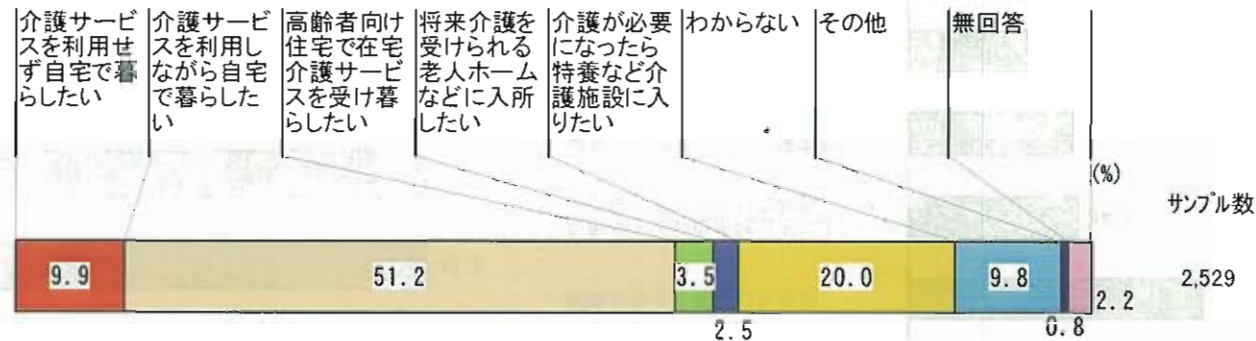 介護サービ
スを利用せ
ず自宅で暮
らしたい
介護サービ
スを利用し
ながら自宅
で暮らした
い
高齢者向け
住宅で在宅
介護サービ
スを受け暮
らしたい
将来介護を
受けられる
老人ホーム
などに入所
したい
介護が必要
になったら
特養など介
護施設に入
りたい
わからない
その他
無回答
(%)
サンプル数
9.9
51.2
3.5
2.5
20.0
9.8
0.8
2.2
2,529